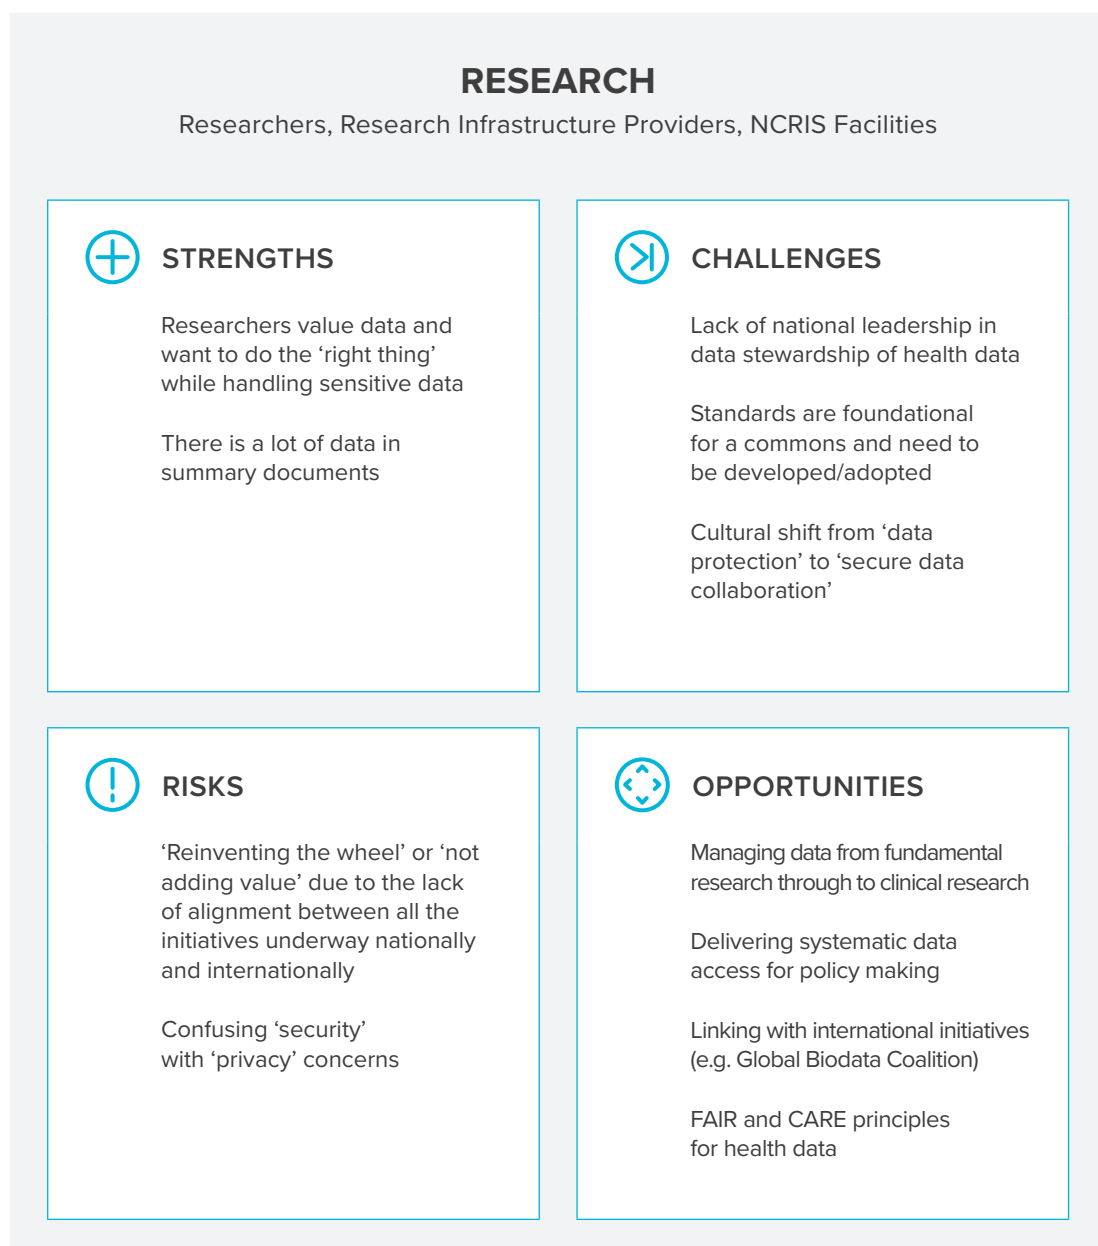 RESEARCH
Researchers, Research Infrastructure Providers, NCRIS Facilities
STRENGTHS
Researchers value data and
want to do the ‘right thing’
while handling sensitive data
There is a lot of data in
summary documents
CHALLENGES
Lack of national leadership in
data stewardship of health data
Standards are foundational
for a commons and need to
be developed/adopted
Cultural shift from ‘data
protection’ to ‘secure data
collaboration’
RISKS
‘Reinventing the wheel’ or ‘not
adding value’ due to the lack
of alignment between all the
initiatives underway nationally
and internationally
Confusing ‘security’
with ‘privacy’ concerns
OPPORTUNITIES
Managing data from fundamental
research through to clinical research
Delivering systematic data
access for policy making
Linking with international initiatives
(e.g. Global Biodata Coalition)
FAIR and CARE principles
for health data